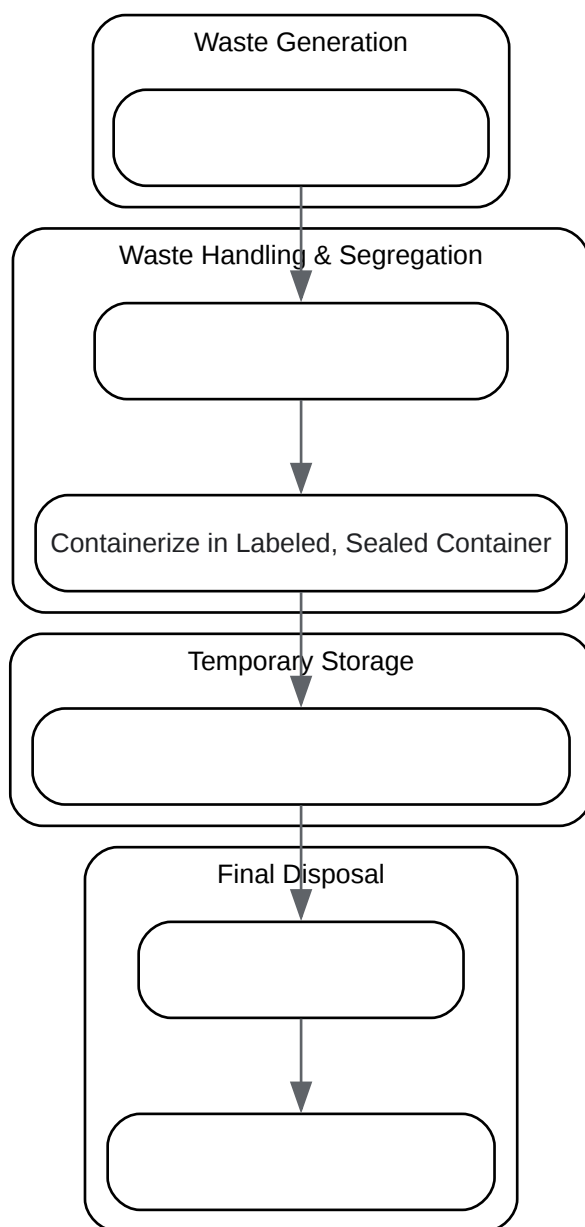 Waste Generation
Waste Handling & Segregation
Containerize in Labeled, Sealed Container
Temporary Storage
Final Disposal